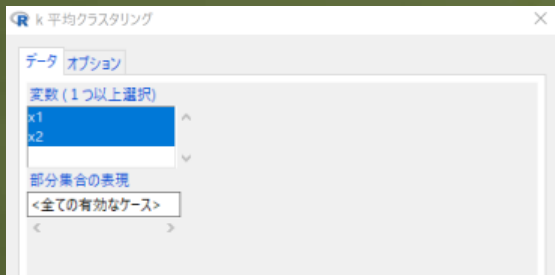 k 平均クラスタリング
データ オプション
変数 (1つ以上選択)
x1
x2
部分集合の表現
<全ての有効なケース>